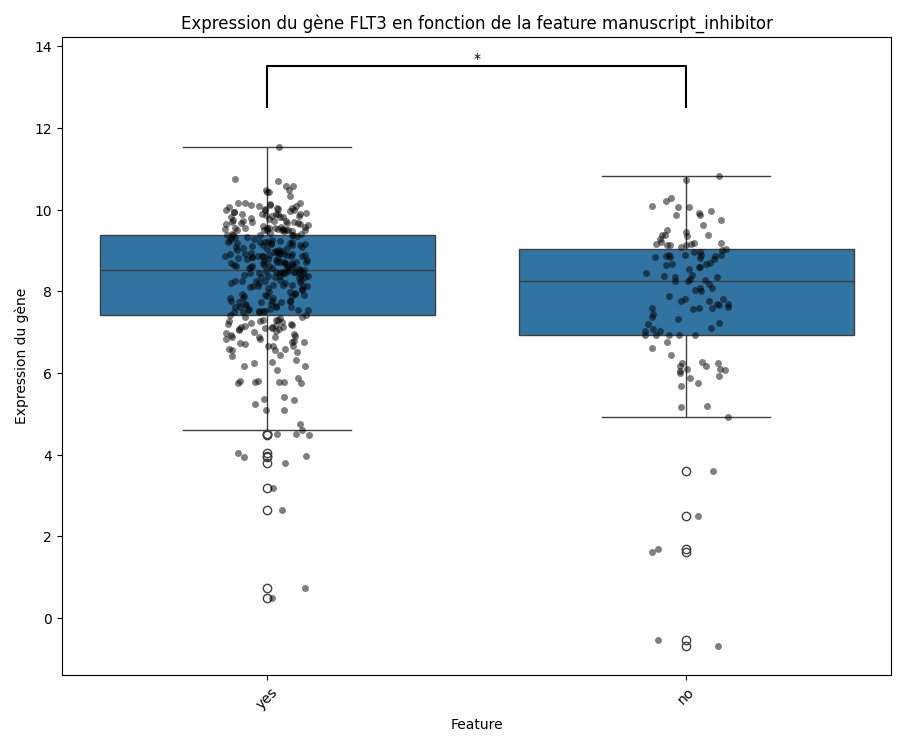 Expression du gène FLT3 en fonction de la feature manuscript_inhibitor
*
14
12
10
8
6
4
2
0
Expression du gène
yes
no
Feature